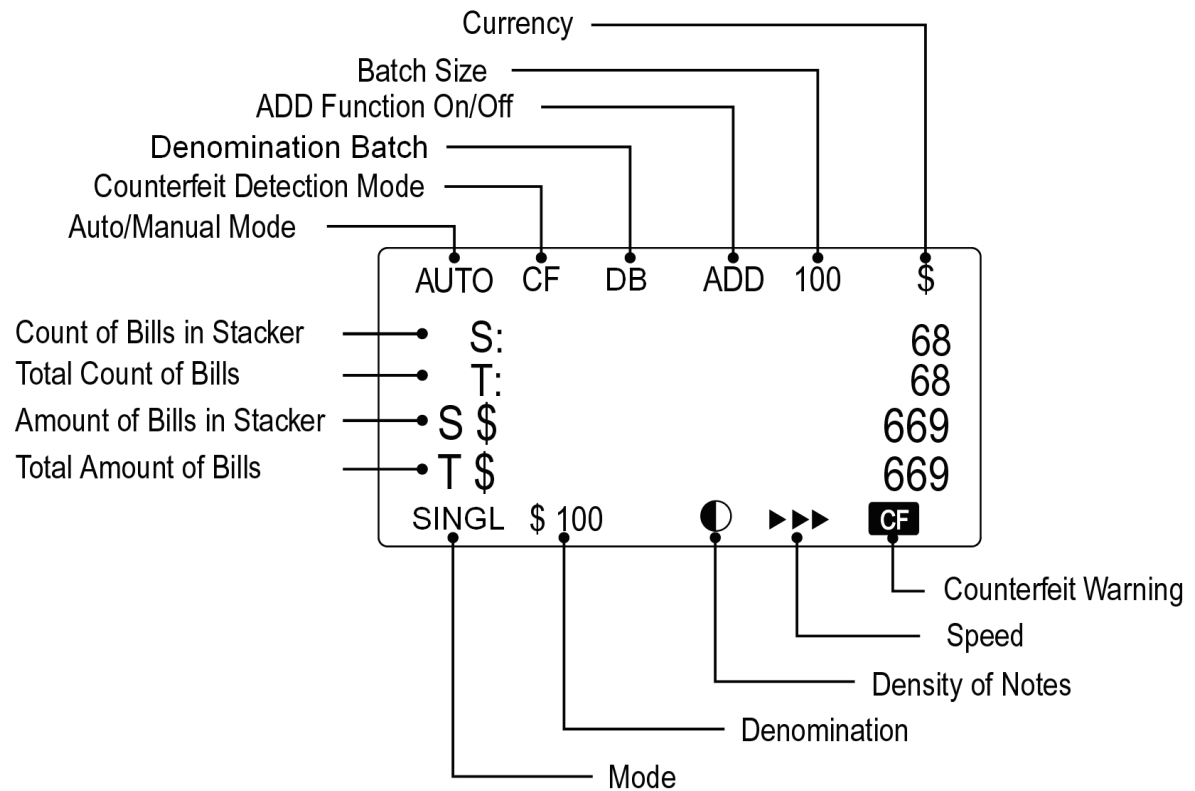 Currency
Batch Size
ADD Function On/Off
Denomination Batch
Counterfeit Detection Mode
Auto/Manual Mode
AUTO CF DB ADD 100 $
Count of Bills in Stacker S: 68
Total Count of Bills T: 68
Amount of Bills in Stacker S $ 669
Total Amount of Bills T $ 669
SINGL $ 100 CF
Counterfeit Warning
Speed
Density of Notes
Denomination
Mode